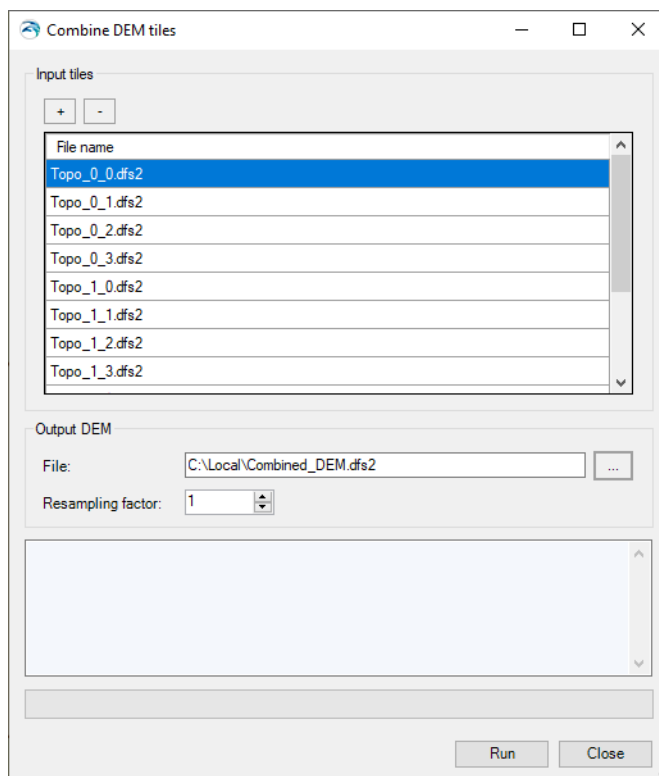 Combine DEM tiles
Input tiles
+ -
File name
Topo_0_0.dfs2
Topo_0_1.dfs2
Topo_0_2.dfs2
Topo_0_3.dfs2
Topo_1_0.dfs2
Topo_1_1.dfs2
Topo_1_2.dfs2
Topo_1_3.dfs2
Output DEM
File: C:\Local\Combined_DEM.dfs2 ...
Resampling factor: 1
Run Close